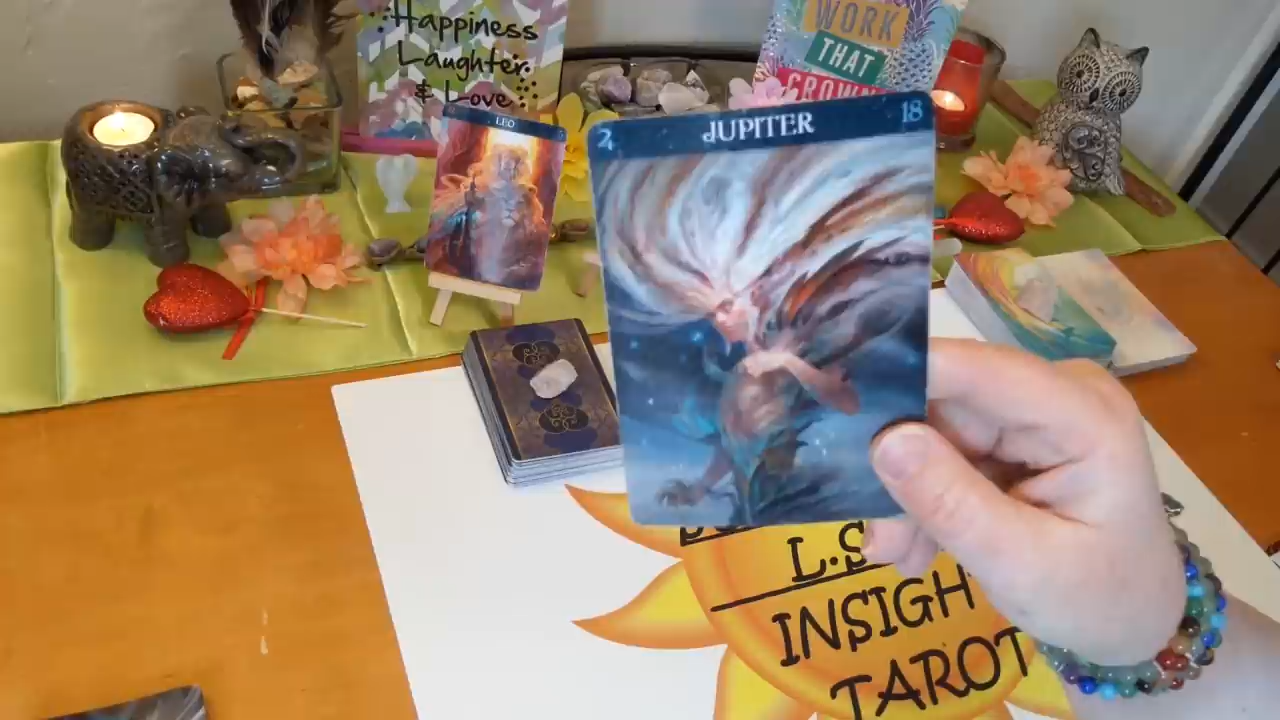 Happiness
Laughter
& Love
WORK
THAT
LEO
JUPITER
18
L.S
INSIGH
TAROT